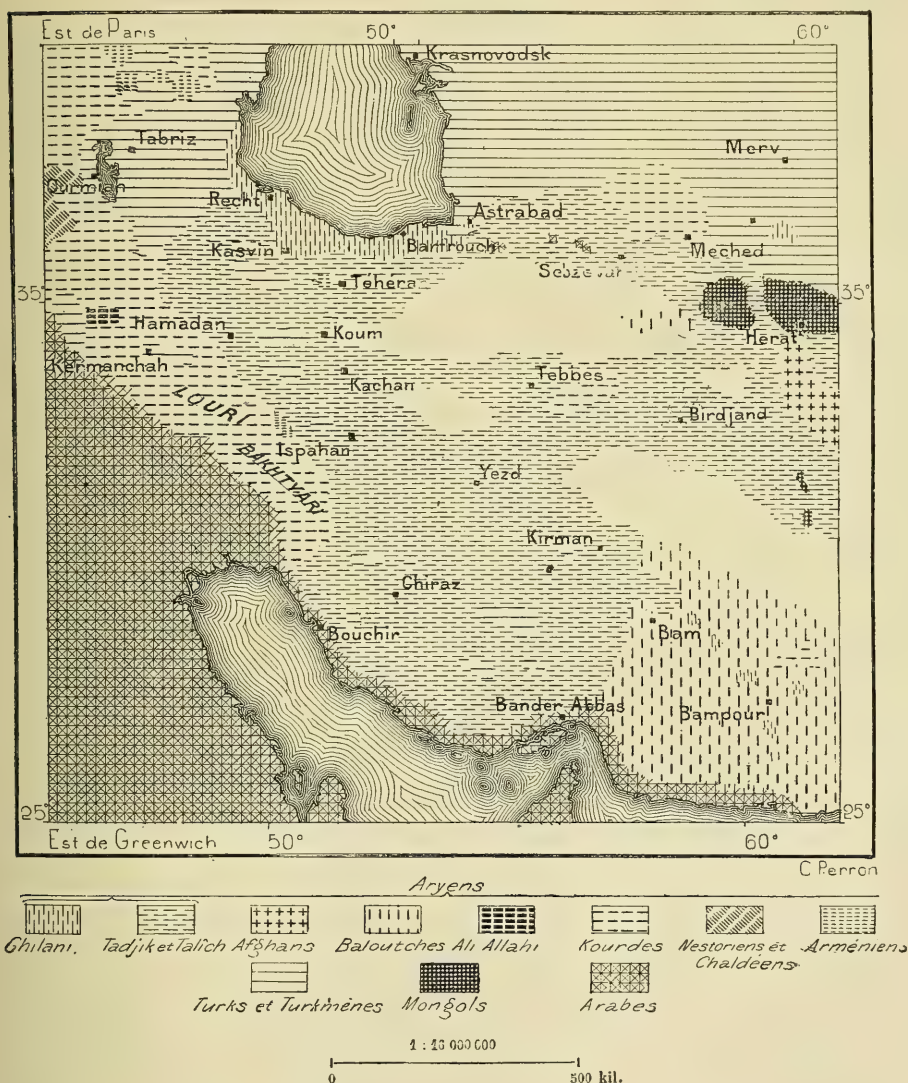 Est de Paris 50° 60°
Krasnovodsk
Tabriz
Merv
Ourmiah
Recht
Astrabad
Barfrouch
Kasvin
Meched
Sebzevar
Tehera
35° 35°
Hamadan
Koum
Herat
Kermanchah
Kachan
Tebbes
LOURI
Birdjand
Ispahan
BAKHTYARI
Yezd
Kirman
Chiraz
Bouchir
Bam
Bander Abbas
Bampour
25° 25°
Est de Greenwich 50° 60°
C Perron
Aryens
Ghilani. Tadjik et Talich Afghans Baloutches Ali Allahi Kourdes Nestoriens et Chaldéens Arméniens
Turks et Turkmènes Mongols Arabes
1 : 10 000 000
0 500 kil.